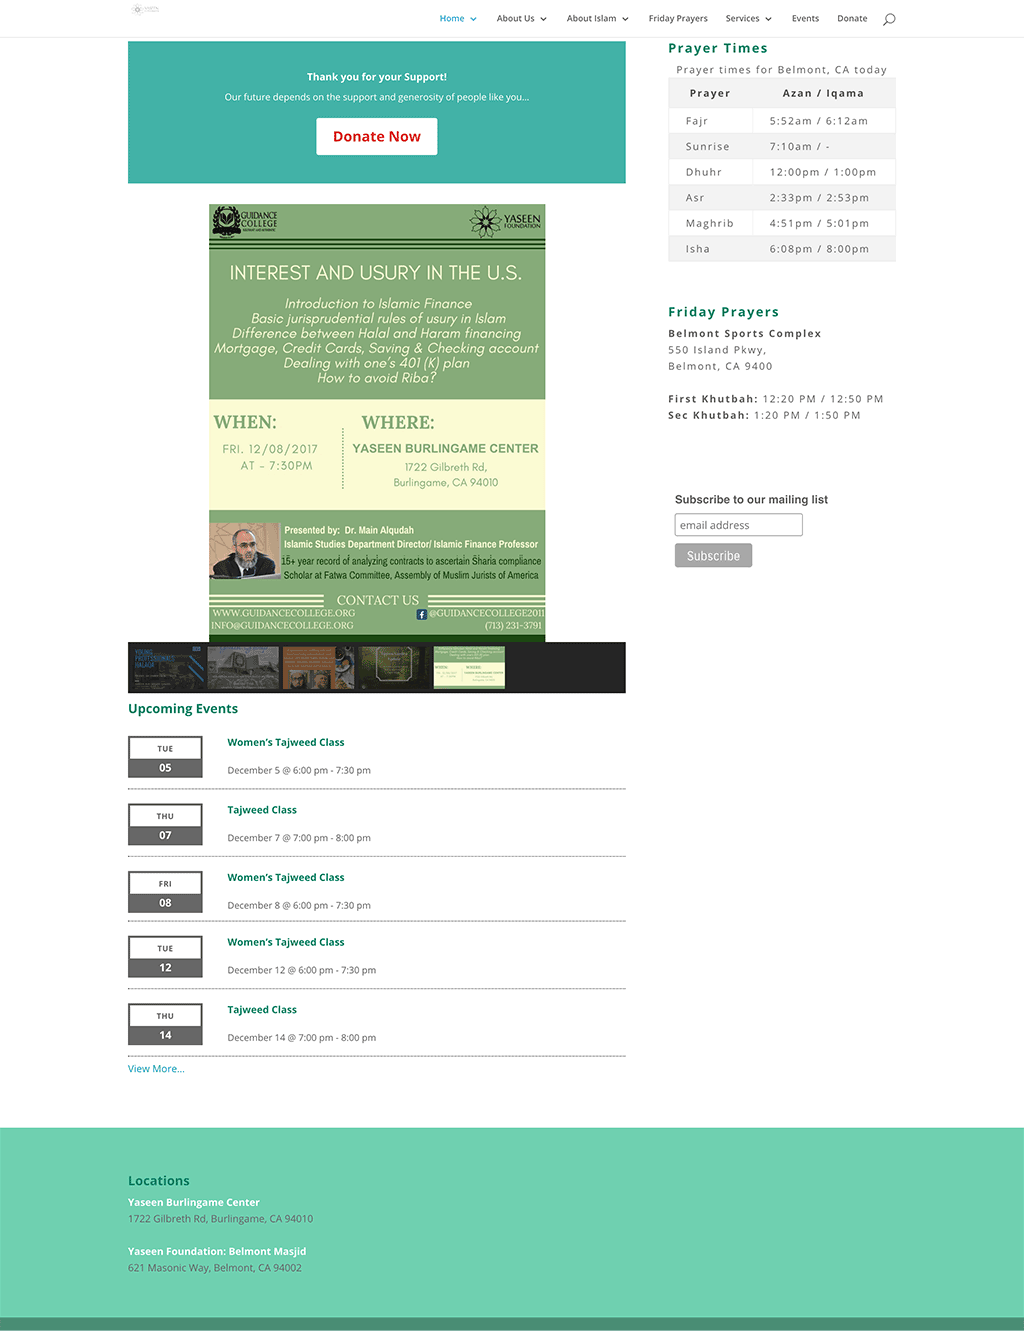 Home
About Us
About Islam
Friday Prayers
Services
Events
Donate
Thank you for your Support!
Our future depends on the support and generosity of people like you...
Donate Now
GUIDANCE
COLLEGE
YASEEN
FOUNDATION
INTEREST AND USURY IN THE U.S.
Introduction to Islamic Finance
Basic jurisprudential rules of usury in Islam
Difference between Halal and Haram financing
Mortgage, Credit Cards, Saving & Checking account
Dealing with one's 401 (K) plan
How to avoid Riba?
WHEN:
FRI. 12/08/2017
AT - 7:30PM
WHERE:
YASEEN BURLINGAME CENTER
1722 Gilbreth Rd,
Burlingame, CA 94010
Presented by: Dr. Main Alqudah
Islamic Studies Department Director/ Islamic Finance Professor
15+ year record of analyzing contracts to ascertain Sharia compliance
Scholar at Fatwa Committee, Assembly of Muslim Jurists of America
CONTACT US
WWW.GUIDANCECOLLEGE.ORG
@GUIDANCECOLLEGE2011
INFO@GUIDANCECOLLEGE.ORG
(713) 231-3791
YOUNG
PROFESSIONALS
HALAQA
WHEN:
WHERE:
Upcoming Events
TUE
05
Women's Tajweed Class
December 5 @ 6:00 pm - 7:30 pm
THU
07
Tajweed Class
December 7 @ 7:00 pm - 8:00 pm
FRI
08
Women's Tajweed Class
December 8 @ 6:00 pm - 7:30 pm
TUE
12
Women's Tajweed Class
December 12 @ 6:00 pm - 7:30 pm
THU
14
Tajweed Class
December 14 @ 7:00 pm - 8:00 pm
View More...
Prayer Times
Prayer times for Belmont, CA today
Prayer Azan / Iqama
Fajr 5:52am / 6:12am
Sunrise 7:10am / -
Dhuhr 12:00pm / 1:00pm
Asr 2:33pm / 2:53pm
Maghrib 4:51pm / 5:01pm
Isha 6:08pm / 8:00pm
Friday Prayers
Belmont Sports Complex
550 Island Pkwy,
Belmont, CA 9400
First Khutbah: 12:20 PM / 12:50 PM
Sec Khutbah: 1:20 PM / 1:50 PM
Subscribe to our mailing list
email address
Subscribe
Locations
Yaseen Burlingame Center
1722 Gilbreth Rd, Burlingame, CA 94010
Yaseen Foundation: Belmont Masjid
621 Masonic Way, Belmont, CA 94002